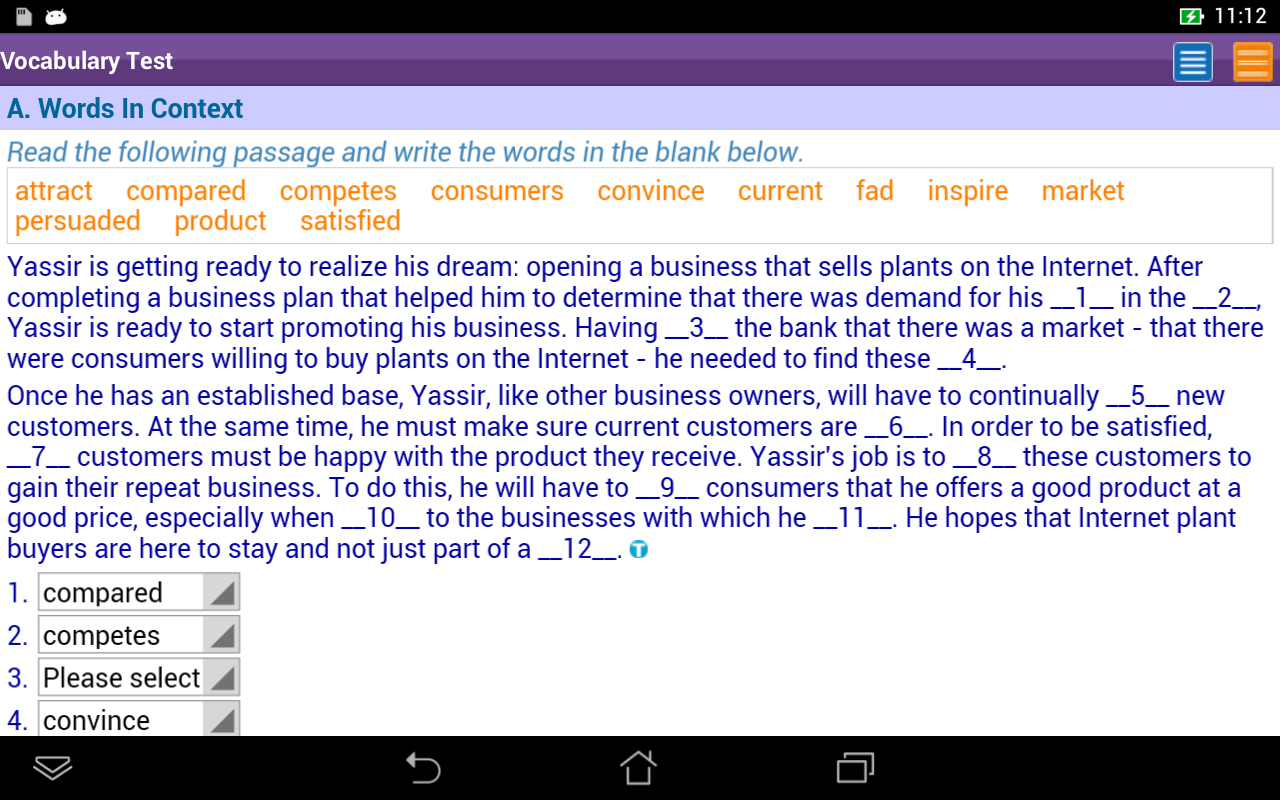 11:12
Vocabulary Test
A. Words In Context
Read the following passage and write the words in the blank below.
attract compared competes consumers convince current fad inspire market
persuaded product satisfied
Yassir is getting ready to realize his dream: opening a business that sells plants on the Internet. After
completing a business plan that helped him to determine that there was demand for his __1__ in the __2__,
Yassir is ready to start promoting his business. Having __3__ the bank that there was a market - that there
were consumers willing to buy plants on the Internet - he needed to find these __4__.
Once he has an established base, Yassir, like other business owners, will have to continually __5__ new
customers. At the same time, he must make sure current customers are __6__. In order to be satisfied,
__7__ customers must be happy with the product they receive. Yassir's job is to __8__ these customers to
gain their repeat business. To do this, he will have to __9__ consumers that he offers a good product at a
good price, especially when __10__ to the businesses with which he __11__. He hopes that Internet plant
buyers are here to stay and not just part of a __12__. T
1. compared
2. competes
3. Please select
4. convince